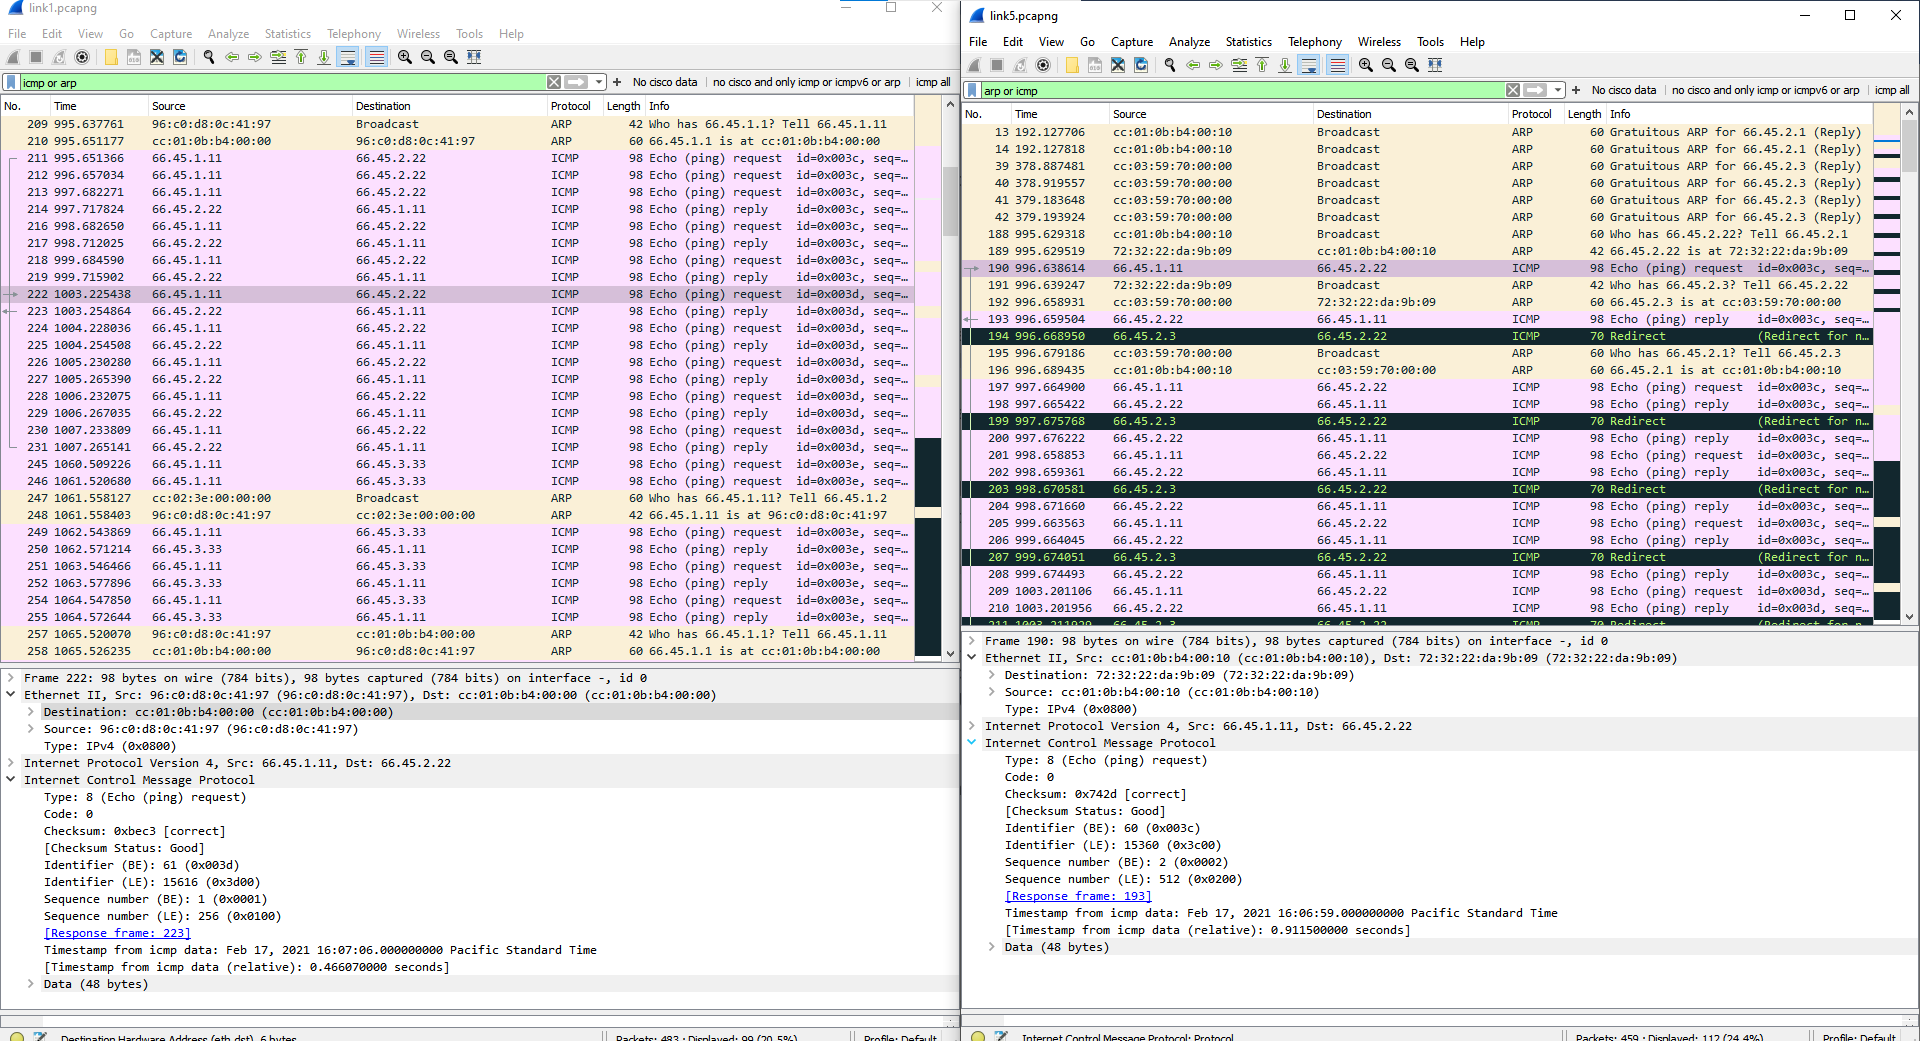 link1.pcapng
File Edit View Go Capture Analyze Statistics Telephony Wireless Tools Help
icmp or arp
No cisco data no cisco and only icmp or icmpv6 or arp icmp all
No. Time Source Destination Protocol Length Info
209 995.637761 96:c0:d8:0c:41:97 Broadcast ARP 42 Who has 66.45.1.1? Tell 66.45.1.11
210 995.651177 cc:01:0b:b4:00:00 96:c0:d8:0c:41:97 ARP 60 66.45.1.1 is at cc:01:0b:b4:00:00
211 995.651366 66.45.1.11 66.45.2.22 ICMP 98 Echo (ping) request id=0x003c, seq=…
212 996.657034 66.45.1.11 66.45.2.22 ICMP 98 Echo (ping) request id=0x003c, seq=…
213 997.682271 66.45.1.11 66.45.2.22 ICMP 98 Echo (ping) request id=0x003c, seq=…
214 997.717824 66.45.2.22 66.45.1.11 ICMP 98 Echo (ping) reply id=0x003c, seq=…
216 998.682650 66.45.1.11 66.45.2.22 ICMP 98 Echo (ping) request id=0x003c, seq=…
217 998.712025 66.45.2.22 66.45.1.11 ICMP 98 Echo (ping) reply id=0x003c, seq=…
218 999.684590 66.45.1.11 66.45.2.22 ICMP 98 Echo (ping) request id=0x003c, seq=…
219 999.715902 66.45.2.22 66.45.1.11 ICMP 98 Echo (ping) reply id=0x003c, seq=…
222 1003.225438 66.45.1.11 66.45.2.22 ICMP 98 Echo (ping) request id=0x003d, seq=…
223 1003.254864 66.45.2.22 66.45.1.11 ICMP 98 Echo (ping) reply id=0x003d, seq=…
224 1004.228036 66.45.1.11 66.45.2.22 ICMP 98 Echo (ping) request id=0x003d, seq=…
225 1004.254508 66.45.2.22 66.45.1.11 ICMP 98 Echo (ping) reply id=0x003d, seq=…
226 1005.230280 66.45.1.11 66.45.2.22 ICMP 98 Echo (ping) request id=0x003d, seq=…
227 1005.265390 66.45.2.22 66.45.1.11 ICMP 98 Echo (ping) reply id=0x003d, seq=…
228 1006.232075 66.45.1.11 66.45.2.22 ICMP 98 Echo (ping) request id=0x003d, seq=…
229 1006.267035 66.45.2.22 66.45.1.11 ICMP 98 Echo (ping) reply id=0x003d, seq=…
230 1007.233809 66.45.1.11 66.45.2.22 ICMP 98 Echo (ping) request id=0x003d, seq=…
231 1007.265141 66.45.2.22 66.45.1.11 ICMP 98 Echo (ping) reply id=0x003d, seq=…
245 1060.509226 66.45.1.11 66.45.3.33 ICMP 98 Echo (ping) request id=0x003e, seq=…
246 1061.520680 66.45.1.11 66.45.3.33 ICMP 98 Echo (ping) request id=0x003e, seq=…
247 1061.558127 cc:02:3e:00:00:00 Broadcast ARP 60 Who has 66.45.1.11? Tell 66.45.1.2
248 1061.558403 96:c0:d8:0c:41:97 cc:02:3e:00:00:00 ARP 42 66.45.1.11 is at 96:c0:d8:0c:41:97
249 1062.543869 66.45.1.11 66.45.3.33 ICMP 98 Echo (ping) request id=0x003e, seq=…
250 1062.571214 66.45.3.33 66.45.1.11 ICMP 98 Echo (ping) reply id=0x003e, seq=…
251 1063.546466 66.45.1.11 66.45.3.33 ICMP 98 Echo (ping) request id=0x003e, seq=…
252 1063.577896 66.45.3.33 66.45.1.11 ICMP 98 Echo (ping) reply id=0x003e, seq=…
254 1064.547850 66.45.1.11 66.45.3.33 ICMP 98 Echo (ping) request id=0x003e, seq=…
255 1064.572644 66.45.3.33 66.45.1.11 ICMP 98 Echo (ping) reply id=0x003e, seq=…
257 1065.520070 96:c0:d8:0c:41:97 cc:01:0b:b4:00:00 ARP 42 Who has 66.45.1.1? Tell 66.45.1.11
258 1065.526235 cc:01:0b:b4:00:00 96:c0:d8:0c:41:97 ARP 60 66.45.1.1 is at cc:01:0b:b4:00:00
Frame 222: 98 bytes on wire (784 bits), 98 bytes captured (784 bits) on interface -, id 0
Ethernet II, Src: 96:c0:d8:0c:41:97 (96:c0:d8:0c:41:97), Dst: cc:01:0b:b4:00:00 (cc:01:0b:b4:00:00)
Destination: cc:01:0b:b4:00:00 (cc:01:0b:b4:00:00)
Source: 96:c0:d8:0c:41:97 (96:c0:d8:0c:41:97)
Type: IPv4 (0x0800)
Internet Protocol Version 4, Src: 66.45.1.11, Dst: 66.45.2.22
Internet Control Message Protocol
Type: 8 (Echo (ping) request)
Code: 0
Checksum: 0xbec3 [correct]
[Checksum Status: Good]
Identifier (BE): 61 (0x003d)
Identifier (LE): 15616 (0x3d00)
Sequence number (BE): 1 (0x0001)
Sequence number (LE): 256 (0x0100)
[Response frame: 223]
Timestamp from icmp data: Feb 17, 2021 16:07:06.000000000 Pacific Standard Time
[Timestamp from icmp data (relative): 0.466070000 seconds]
Data (48 bytes)
Destination Hardware Address (eth.dst), 6 bytes Packets: 483 · Displayed: 99 (20.5%) Profile: Default
link5.pcapng
File Edit View Go Capture Analyze Statistics Telephony Wireless Tools Help
arp or icmp
No cisco data no cisco and only icmp or icmpv6 or arp icmp all
No. Time Source Destination Protocol Length Info
13 192.127706 cc:01:0b:b4:00:10 Broadcast ARP 60 Gratuitous ARP for 66.45.2.1 (Reply)
14 192.127818 cc:01:0b:b4:00:10 Broadcast ARP 60 Gratuitous ARP for 66.45.2.1 (Reply)
39 378.887481 cc:03:59:70:00:00 Broadcast ARP 60 Gratuitous ARP for 66.45.2.3 (Reply)
40 378.919557 cc:03:59:70:00:00 Broadcast ARP 60 Gratuitous ARP for 66.45.2.3 (Reply)
41 379.183648 cc:03:59:70:00:00 Broadcast ARP 60 Gratuitous ARP for 66.45.2.3 (Reply)
42 379.193924 cc:03:59:70:00:00 Broadcast ARP 60 Gratuitous ARP for 66.45.2.3 (Reply)
188 995.629318 cc:01:0b:b4:00:10 Broadcast ARP 60 Who has 66.45.2.22? Tell 66.45.2.1
189 995.629519 72:32:22:da:9b:09 cc:01:0b:b4:00:10 ARP 42 66.45.2.22 is at 72:32:22:da:9b:09
190 996.638614 66.45.1.11 66.45.2.22 ICMP 98 Echo (ping) request id=0x003c, seq=…
191 996.639247 72:32:22:da:9b:09 Broadcast ARP 42 Who has 66.45.2.3? Tell 66.45.2.22
192 996.658931 cc:03:59:70:00:00 72:32:22:da:9b:09 ARP 60 66.45.2.3 is at cc:03:59:70:00:00
193 996.659504 66.45.2.22 66.45.1.11 ICMP 98 Echo (ping) reply id=0x003c, seq=…
194 996.668950 66.45.2.3 66.45.2.22 ICMP 70 Redirect (Redirect for n…
195 996.679186 cc:03:59:70:00:00 Broadcast ARP 60 Who has 66.45.2.1? Tell 66.45.2.3
196 996.689435 cc:01:0b:b4:00:10 cc:03:59:70:00:00 ARP 60 66.45.2.1 is at cc:01:0b:b4:00:10
197 997.664900 66.45.1.11 66.45.2.22 ICMP 98 Echo (ping) request id=0x003c, seq=…
198 997.665422 66.45.2.22 66.45.1.11 ICMP 98 Echo (ping) reply id=0x003c, seq=…
199 997.675768 66.45.2.3 66.45.2.22 ICMP 70 Redirect (Redirect for n…
200 997.676222 66.45.2.22 66.45.1.11 ICMP 98 Echo (ping) reply id=0x003c, seq=…
201 998.658853 66.45.1.11 66.45.2.22 ICMP 98 Echo (ping) request id=0x003c, seq=…
202 998.659361 66.45.2.22 66.45.1.11 ICMP 98 Echo (ping) reply id=0x003c, seq=…
203 998.670581 66.45.2.3 66.45.2.22 ICMP 70 Redirect (Redirect for n…
204 998.671660 66.45.2.22 66.45.1.11 ICMP 98 Echo (ping) reply id=0x003c, seq=…
205 999.663563 66.45.1.11 66.45.2.22 ICMP 98 Echo (ping) request id=0x003c, seq=…
206 999.664045 66.45.2.22 66.45.1.11 ICMP 98 Echo (ping) reply id=0x003c, seq=…
207 999.674051 66.45.2.3 66.45.2.22 ICMP 70 Redirect (Redirect for n…
208 999.674493 66.45.2.22 66.45.1.11 ICMP 98 Echo (ping) reply id=0x003c, seq=…
209 1003.201106 66.45.1.11 66.45.2.22 ICMP 98 Echo (ping) request id=0x003d, seq=…
210 1003.201956 66.45.2.22 66.45.1.11 ICMP 98 Echo (ping) reply id=0x003d, seq=…
211 1003.211929 66.45.2.3 66.45.2.22 ICMP 70 Redirect (Redirect for n…
Frame 190: 98 bytes on wire (784 bits), 98 bytes captured (784 bits) on interface -, id 0
Ethernet II, Src: cc:01:0b:b4:00:10 (cc:01:0b:b4:00:10), Dst: 72:32:22:da:9b:09 (72:32:22:da:9b:09)
Destination: 72:32:22:da:9b:09 (72:32:22:da:9b:09)
Source: cc:01:0b:b4:00:10 (cc:01:0b:b4:00:10)
Type: IPv4 (0x0800)
Internet Protocol Version 4, Src: 66.45.1.11, Dst: 66.45.2.22
Internet Control Message Protocol
Type: 8 (Echo (ping) request)
Code: 0
Checksum: 0x742d [correct]
[Checksum Status: Good]
Identifier (BE): 60 (0x003c)
Identifier (LE): 15360 (0x3c00)
Sequence number (BE): 2 (0x0002)
Sequence number (LE): 512 (0x0200)
[Response frame: 193]
Timestamp from icmp data: Feb 17, 2021 16:06:59.000000000 Pacific Standard Time
[Timestamp from icmp data (relative): 0.911500000 seconds]
Data (48 bytes)
Internet Control Message Protocol: Protocol Packets: 459 · Displayed: 112 (24.4%) Profile: Default